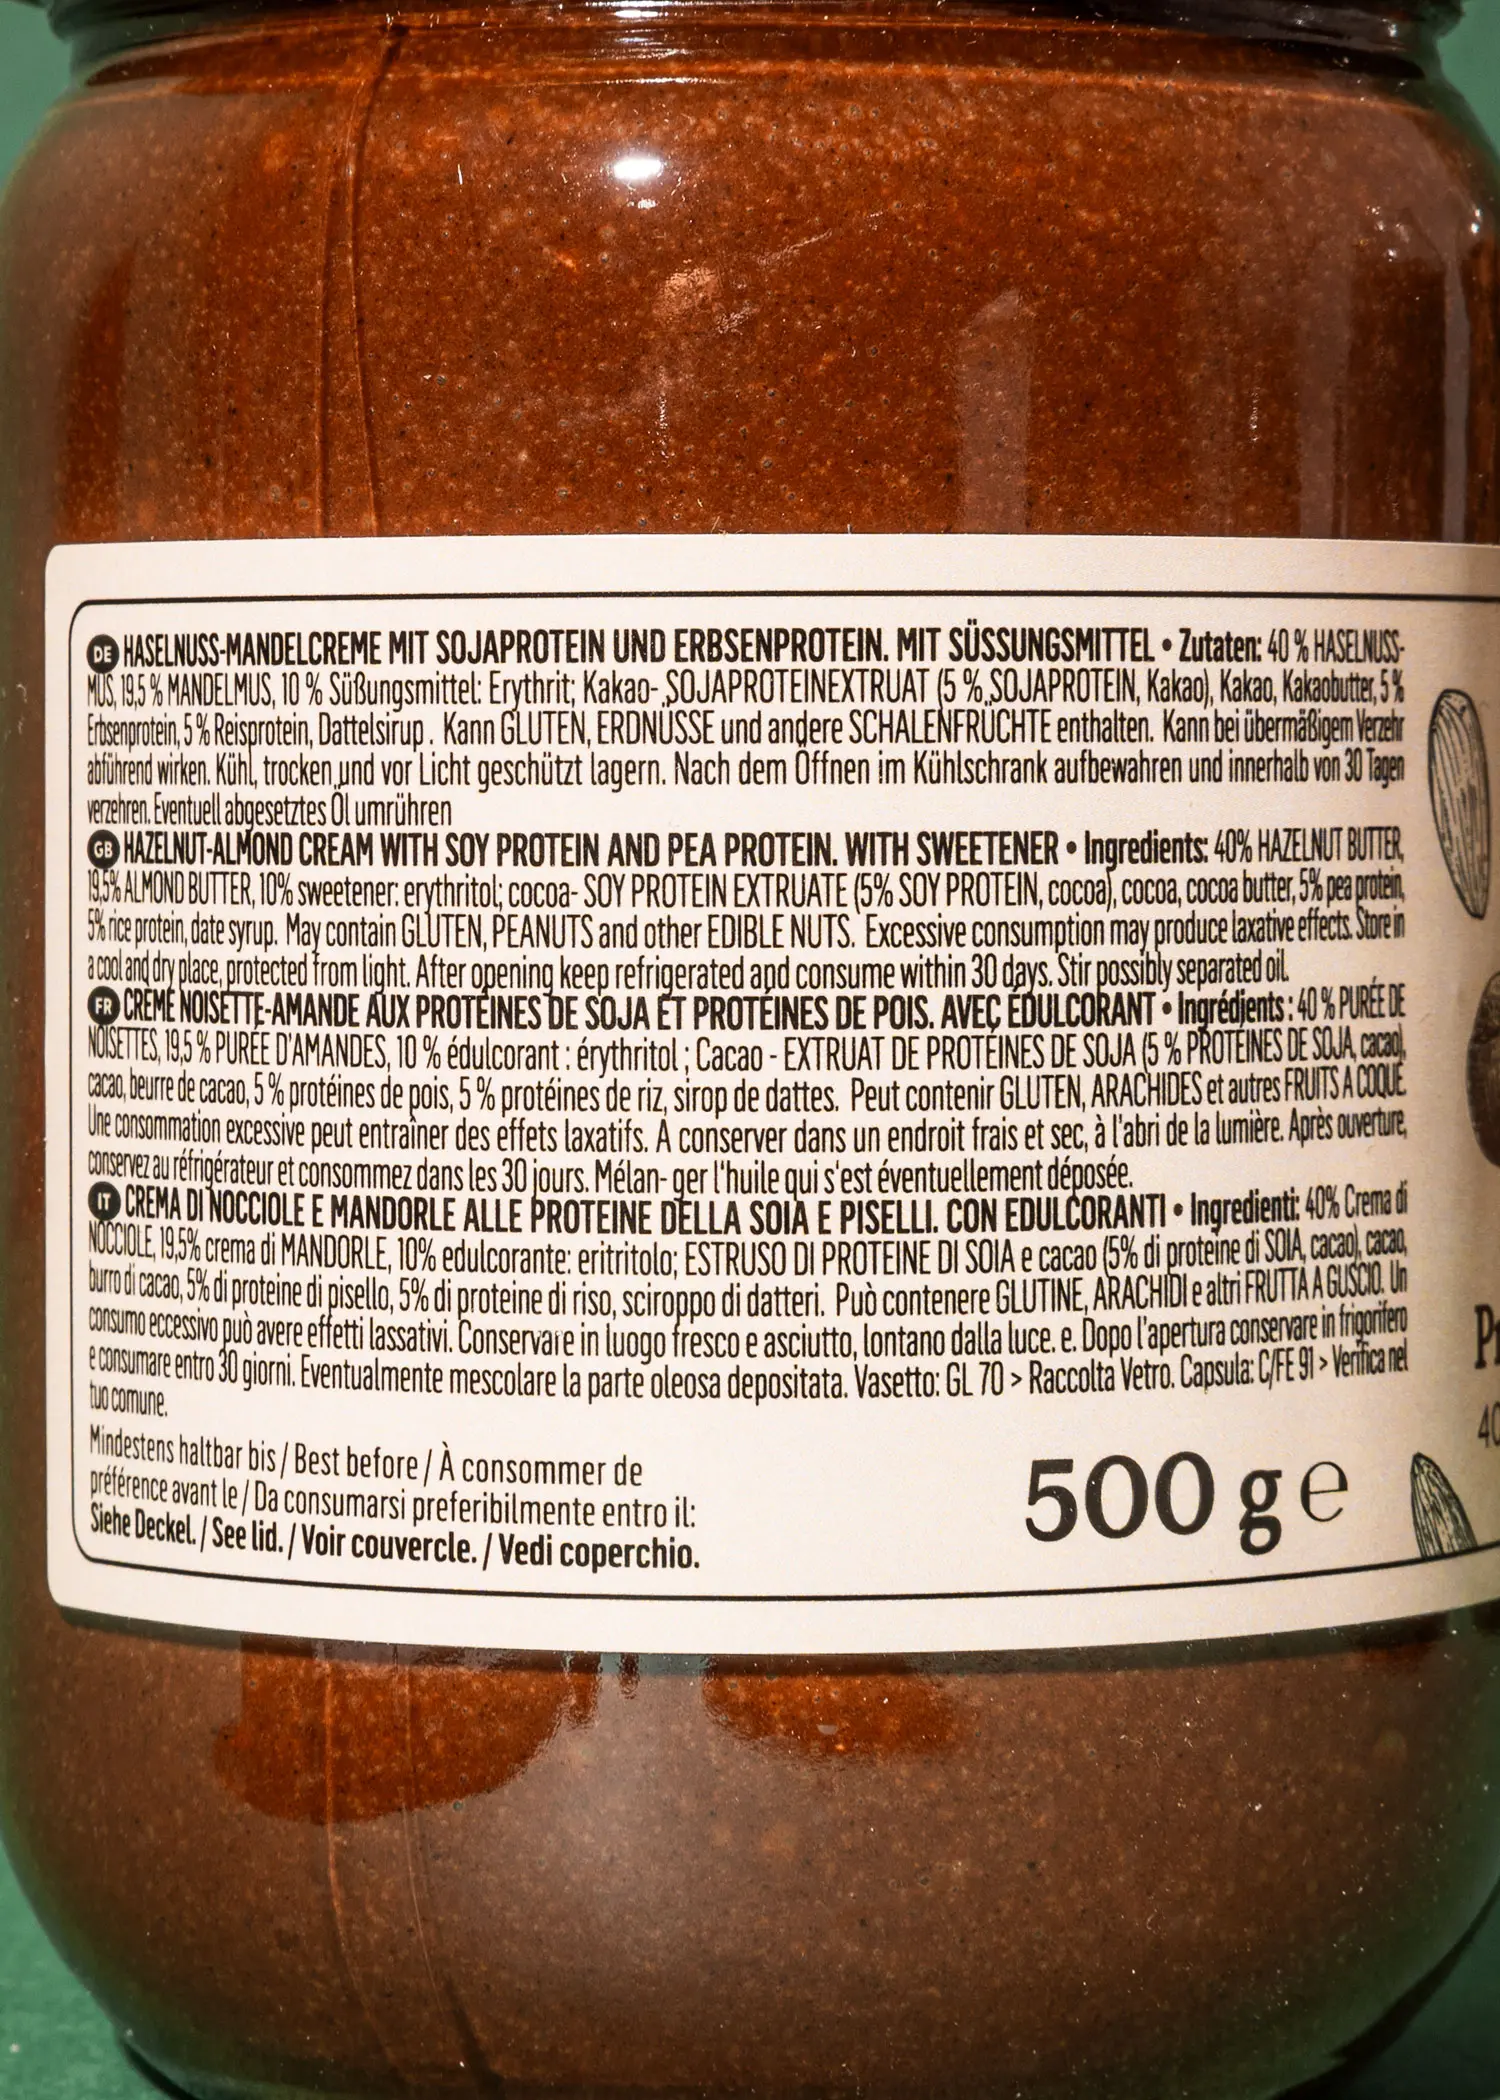 DE HASELNUSS-MANDELCREME MIT SOJAPROTEIN UND ERBSENPROTEIN. MIT SÜSSUNGSMITTEL • Zutaten: 40 % HASELNUSS-
MUS, 19,5 % MANDELMUS, 10 % Süßungsmittel: Erythrit; Kakao- SOJAPROTEINEXTRUAT (5 % SOJAPROTEIN, Kakao), Kakao, Kakaobutter, 5 %
Erbsenprotein, 5 % Reisprotein, Dattelsirup . Kann GLUTEN, ERDNÜSSE und andere SCHALENFRÜCHTE enthalten. Kann bei übermäßigem Verzehr
abführend wirken. Kühl, trocken und vor Licht geschützt lagern. Nach dem Öffnen im Kühlschrank aufbewahren und innerhalb von 30 Tagen
verzehren. Eventuell abgesetztes Öl umrühren
GB HAZELNUT-ALMOND CREAM WITH SOY PROTEIN AND PEA PROTEIN. WITH SWEETENER • Ingredients: 40% HAZELNUT BUTTER,
19,5% ALMOND BUTTER, 10% sweetener: erythritol; cocoa- SOY PROTEIN EXTRUATE (5% SOY PROTEIN, cocoa), cocoa, cocoa butter, 5% pea protein,
5% rice protein, date syrup. May contain GLUTEN, PEANUTS and other EDIBLE NUTS. Excessive consumption may produce laxative effects. Store in
a cool and dry place, protected from light. After opening keep refrigerated and consume within 30 days. Stir possibly separated oil.
FR CRÈME NOISETTE-AMANDE AUX PROTÉINES DE SOJA ET PROTÉINES DE POIS. AVEC ÉDULCORANT • Ingrédients : 40 % PURÉE DE
NOISETTES, 19,5 % PURÉE D'AMANDES, 10 % édulcorant : érythritol ; Cacao - EXTRUAT DE PROTÉINES DE SOJA (5 % PROTÉINES DE SOJA, cacao),
cacao, beurre de cacao, 5 % protéines de pois, 5 % protéines de riz, sirop de dattes. Peut contenir GLUTEN, ARACHIDES et autres FRUITS À COQUE.
Une consommation excessive peut entraîner des effets laxatifs. À conserver dans un endroit frais et sec, à l'abri de la lumière. Après ouverture,
conservez au réfrigérateur et consommez dans les 30 jours. Mélan- ger l'huile qui s'est éventuellement déposée.
IT CREMA DI NOCCIOLE E MANDORLE ALLE PROTEINE DELLA SOIA E PISELLI. CON EDULCORANTI • Ingredienti: 40% Crema di
NOCCIOLE, 19,5% crema di MANDORLE, 10% edulcorante: eritritolo; ESTRUSO DI PROTEINE DI SOIA e cacao (5% di proteine di SOIA, cacao), cacao,
burro di cacao, 5% di proteine di pisello, 5% di proteine di riso, sciroppo di datteri. Può contenere GLUTINE, ARACHIDI e altri FRUTTA A GUSCIO. Un
consumo eccessivo può avere effetti lassativi. Conservare in luogo fresco e asciutto, lontano dalla luce. e. Dopo l'apertura conservare in frigorifero
e consumare entro 30 giorni. Eventualmente mescolare la parte oleosa depositata. Vasetto: GL 70 > Raccolta Vetro. Capsula: C/FE 91 > Verifica nel
tuo comune.
Mindestens haltbar bis / Best before / À consommer de
préférence avant le / Da consumarsi preferibilmente entro il:
Siehe Deckel. / See lid. / Voir couvercle. / Vedi coperchio.
500 g e